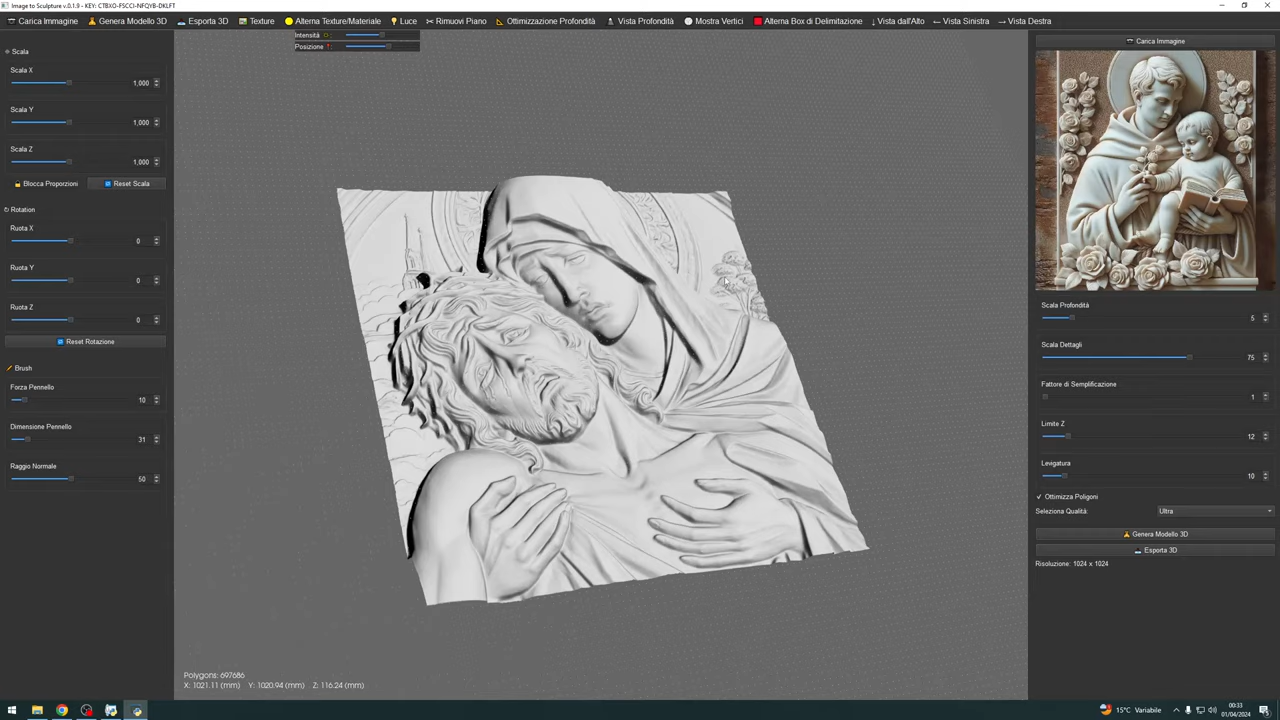 Image to Sculpture v.0.1.9 - KEY: CTBXO-FSCCI-NFQYB-DKLFT
Carica Immagine Genera Modello 3D Esporta 3D Texture Alterna Texture/Materiale Luce Rimuovi Piano Ottimizzazione Profondità Vista Profondità Mostra Vertici Alterna Box di Delimitazione Vista dall'Alto Vista Sinistra Vista Destra
Intensità
Posizione
Scala
Scala X
1,000
Scala Y
1,000
Scala Z
1,000
Blocca Proporzioni Reset Scala
Rotation
Ruota X
0
Ruota Y
0
Ruota Z
0
Reset Rotazione
Brush
Forza Pennello
10
Dimensione Pennello
31
Raggio Normale
50
Polygons: 697686
X: 1021.11 (mm) Y: 1020.94 (mm) Z: 116.24 (mm)
Carica Immagine
Scala Profondità
5
Scala Dettagli
75
Fattore di Semplificazione
1
Limite Z
12
Levigatura
10
Ottimizza Poligoni
Seleziona Qualità: Ultra
Genera Modello 3D
Esporta 3D
Risoluzione: 1024 x 1024
15°C Variabile
00:33
01/04/2024